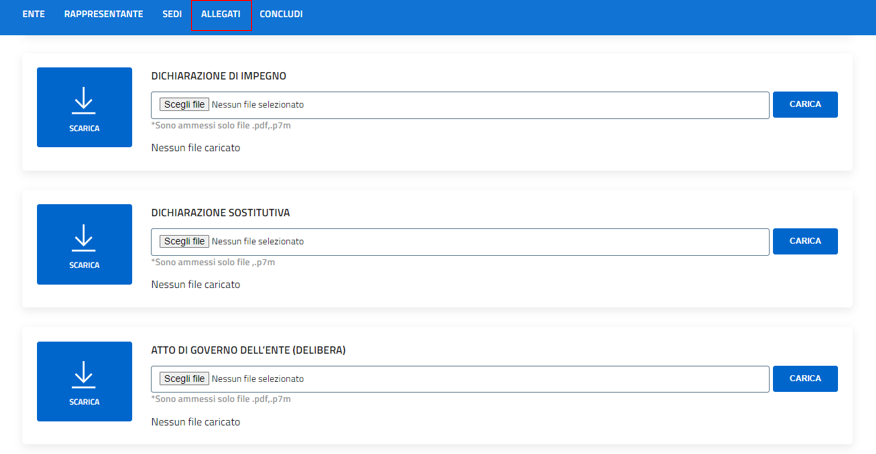 ENTE RAPPRESENTANTE SEDI ALLEGATI CONCLUDI
DICHIARAZIONE DI IMPEGNO
SCARICA
Scegli file Nessun file selezionato
CARICA
*Sono ammessi solo file .pdf,.p7m
Nessun file caricato
DICHIARAZIONE SOSTITUTIVA
SCARICA
Scegli file Nessun file selezionato
CARICA
*Sono ammessi solo file ,.p7m
Nessun file caricato
ATTO DI GOVERNO DELL'ENTE (DELIBERA)
SCARICA
Scegli file Nessun file selezionato
CARICA
*Sono ammessi solo file .pdf,.p7m
Nessun file caricato